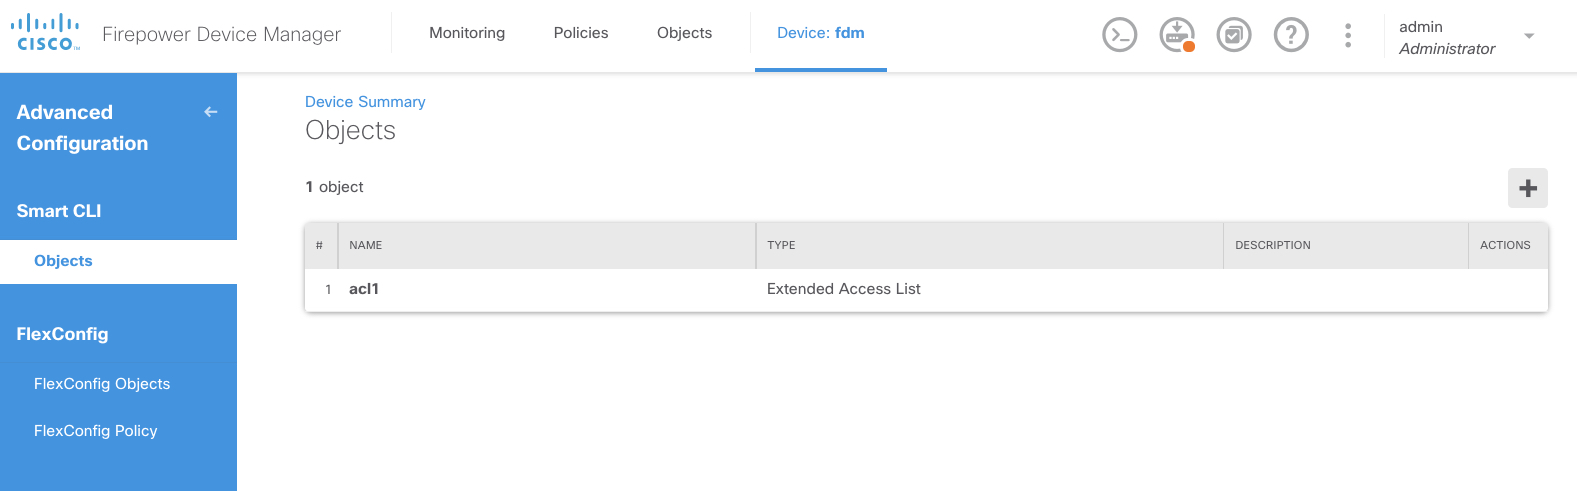 CISCO™ Firepower Device Manager Monitoring Policies Objects Device: fdm admin
Administrator
Advanced
Configuration
Smart CLI
Objects
FlexConfig
FlexConfig Objects
FlexConfig Policy
Device Summary
Objects
1 object
# NAME TYPE DESCRIPTION ACTIONS
1 acl1 Extended Access List